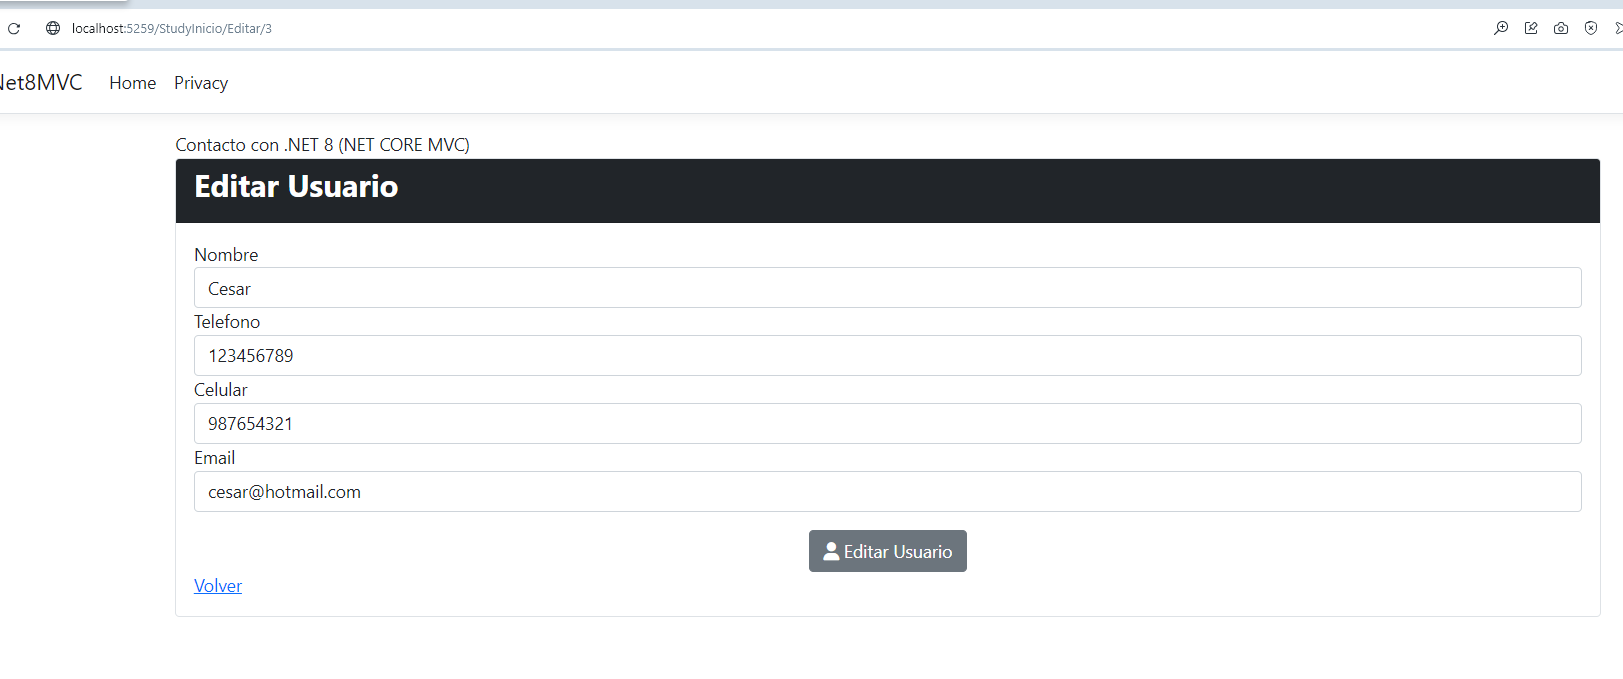 localhost:5259/StudyInicio/Editar/3
Net8MVC Home Privacy
Contacto con .NET 8 (NET CORE MVC)
Editar Usuario
Nombre
Cesar
Telefono
123456789
Celular
987654321
Email
cesar@hotmail.com
Editar Usuario
Volver